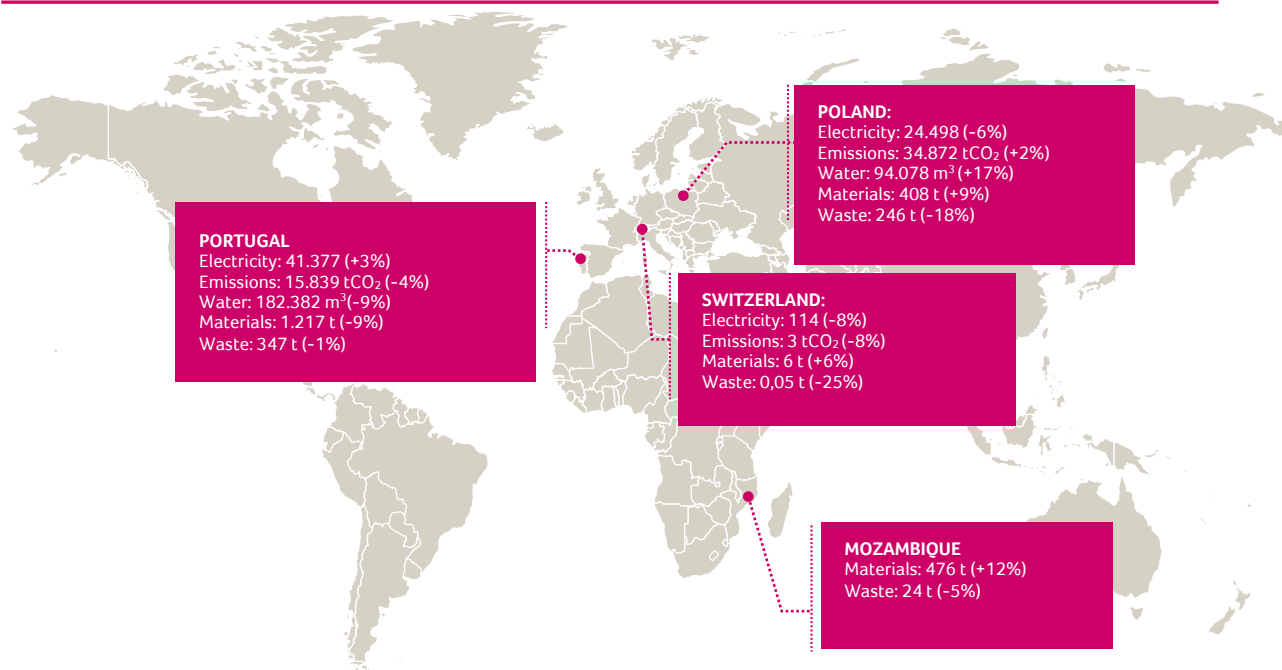 POLAND:
Electricity: 24.498 (-6%)
Emissions: 34.872 tCO₂ (+2%)
Water: 94.078 m³ (+17%)
Materials: 408 t (+9%)
Waste: 246 t (-18%)
PORTUGAL
Electricity: 41.377 (+3%)
Emissions: 15.839 tCO₂ (-4%)
Water: 182.382 m³(-9%)
Materials: 1.217 t (-9%)
Waste: 347 t (-1%)
SWITZERLAND:
Electricity: 114 (-8%)
Emissions: 3 tCO₂ (-8%)
Materials: 6 t (+6%)
Waste: 0,05 t (-25%)
MOZAMBIQUE
Materials: 476 t (+12%)
Waste: 24 t (-5%)